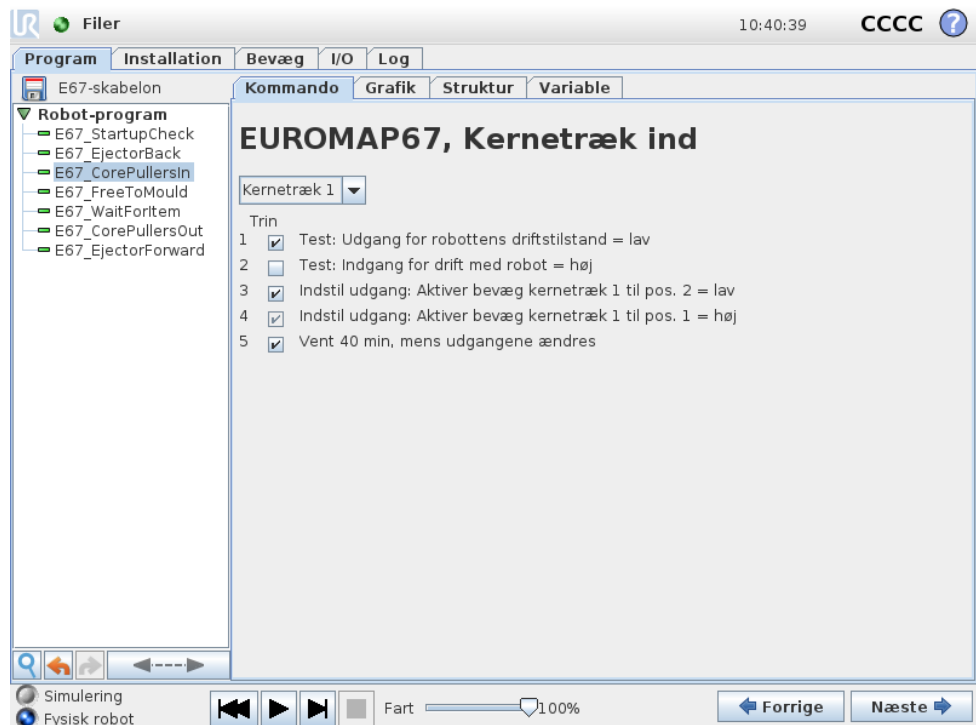 UR Filer 10:40:39 CCCC ?
Program Installation Bevæg I/O Log
E67-skabelon
Kommando Grafik Struktur Variable
Robot-program
E67_StartupCheck
E67_EjectorBack
E67_CorePullersIn
E67_FreeToMould
E67_WaitForItem
E67_CorePullersOut
E67_EjectorForward
EUROMAP67, Kernetræk ind
Kernetræk 1
Trin
1 Test: Udgang for robottens driftstilstand = lav
2 Test: Indgang for drift med robot = høj
3 Indstil udgang: Aktiver bevæg kernetræk 1 til pos. 2 = lav
4 Indstil udgang: Aktiver bevæg kernetræk 1 til pos. 1 = høj
5 Vent 40 min, mens udgangene ændres
Simulering
Fysisk robot
Fart 100%
Forrige Næste